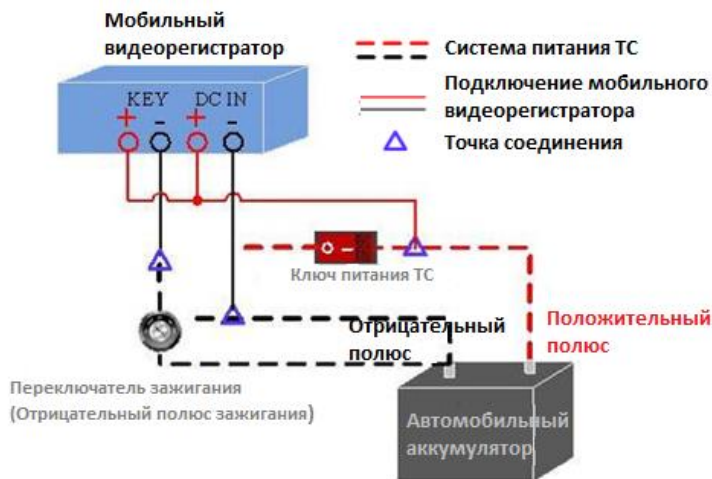 Мобильный
видеорегистратор
Система питания ТС
Подключение мобильного
видеорегистратора
Точка соединения
KEY DC IN
+ - + -
Ключ питания ТС
Отрицательный
полюс
Положительный
полюс
Переключатель зажигания
(Отрицательный полюс зажигания)
Автомобильный
аккумулятор